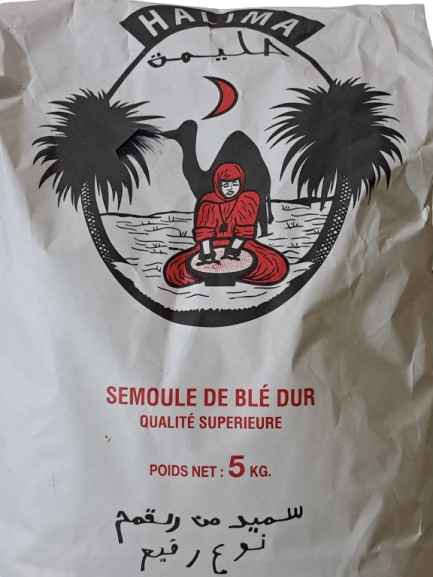 HALIMA
حليمة
SEMOULE DE BLÉ DUR
QUALITÉ SUPERIEURE
POIDS NET : 5 KG.
سميد من القمح
نوع رفيع